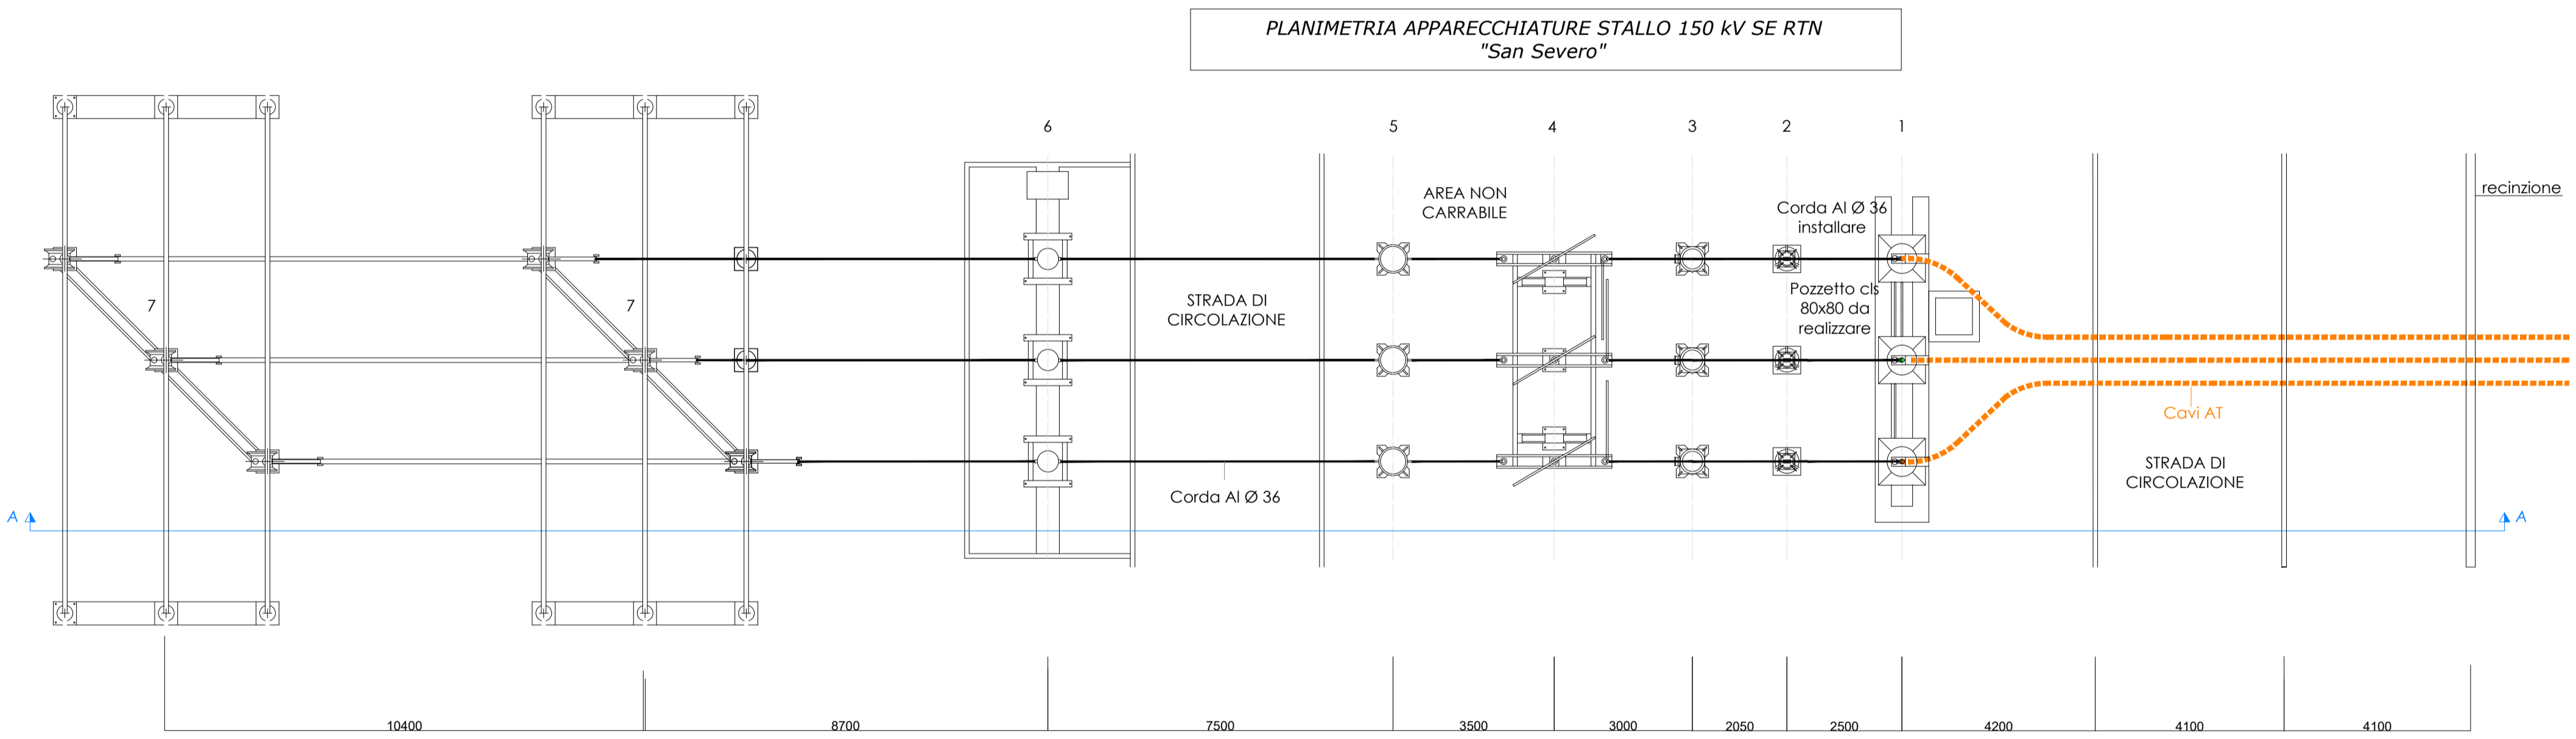 PLANIMETRIA APPARECCHIATURE STALLO 150 kV SE RTN
"San Severo"
6
5
4
3
2
1
recinzione
AREA NON
CARRABILE
Corda Al Ø 36
installare
7
7
STRADA DI
CIRCOLAZIONE
Pozzetto cls
80x80 da
realizzare
Cavi AT
STRADA DI
CIRCOLAZIONE
Corda Al Ø 36
A
A
10400
8700
7500
3500
3000
2050
2500
4200
4100
4100